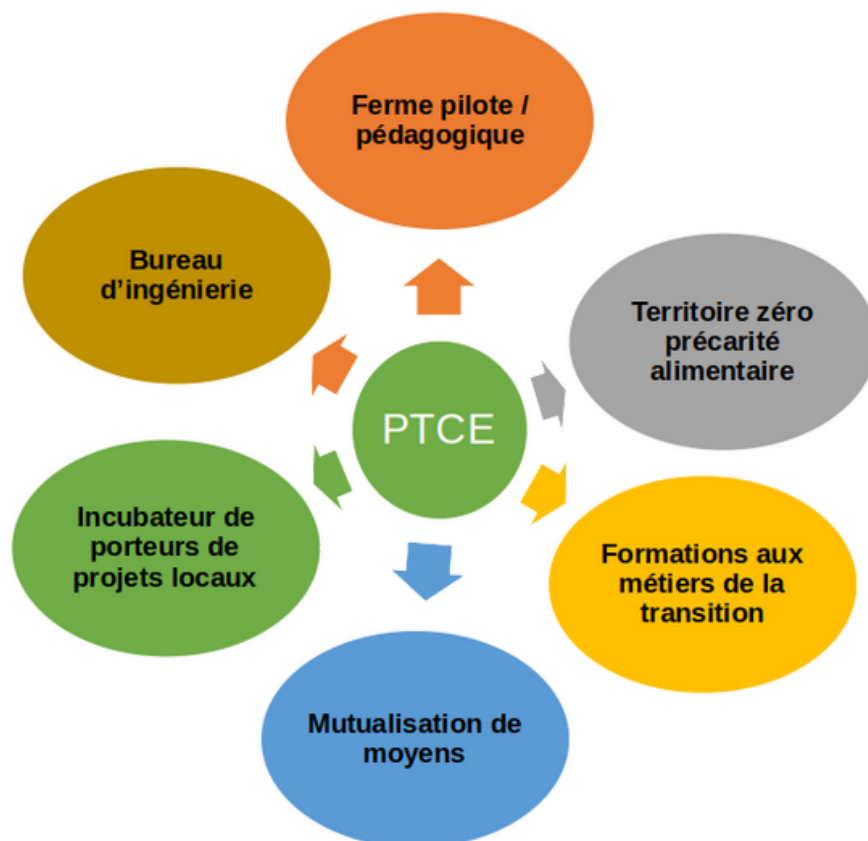 Ferme pilote /
pédagogique
Bureau
d'ingénierie
Territoire zéro
précarité
alimentaire
PTCE
Incubateur de
porteurs de
projets locaux
Formations aux
métiers de la
transition
Mutualisation de
moyens